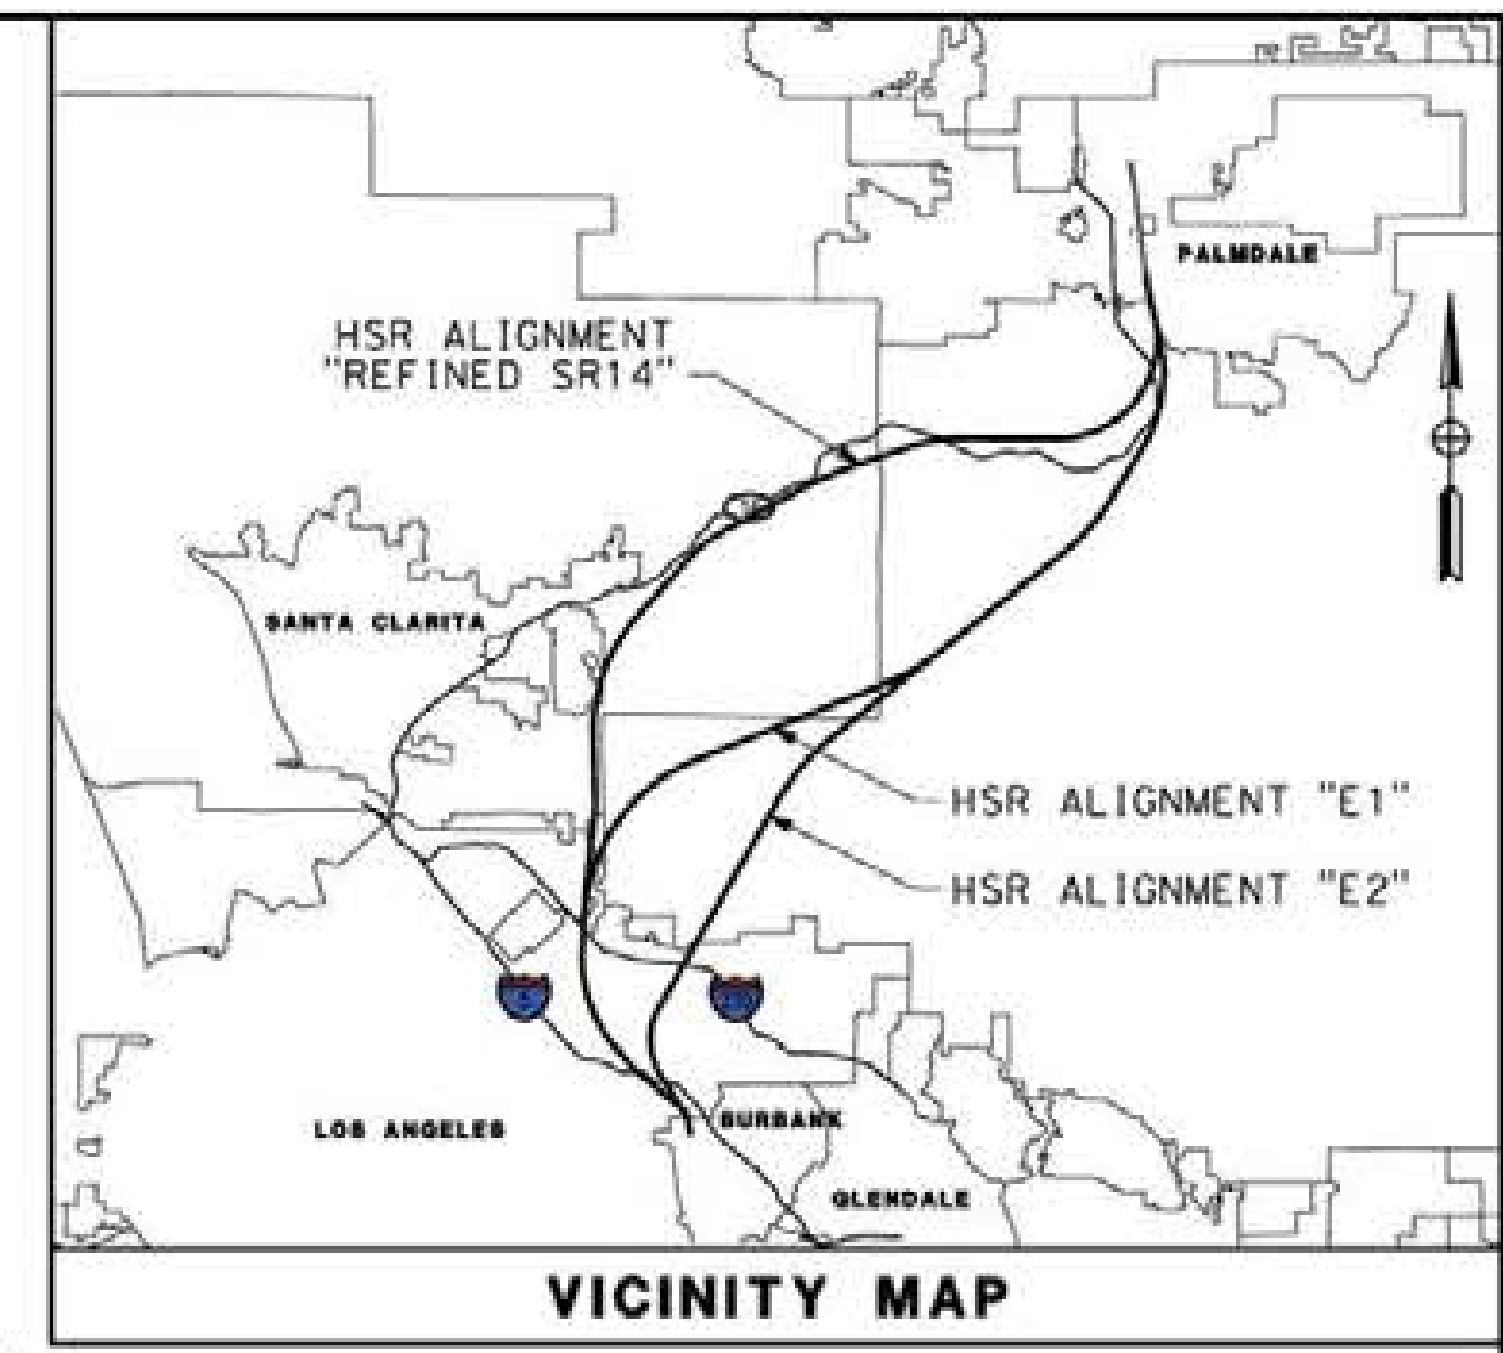 PALMDALE
HSR ALIGNMENT
"REFINED SR14"
SANTA CLARITA
HSR ALIGNMENT "E1"
HSR ALIGNMENT "E2"
5
LOS ANGELES
BURBANK
GLENDALE
VICINITY MAP